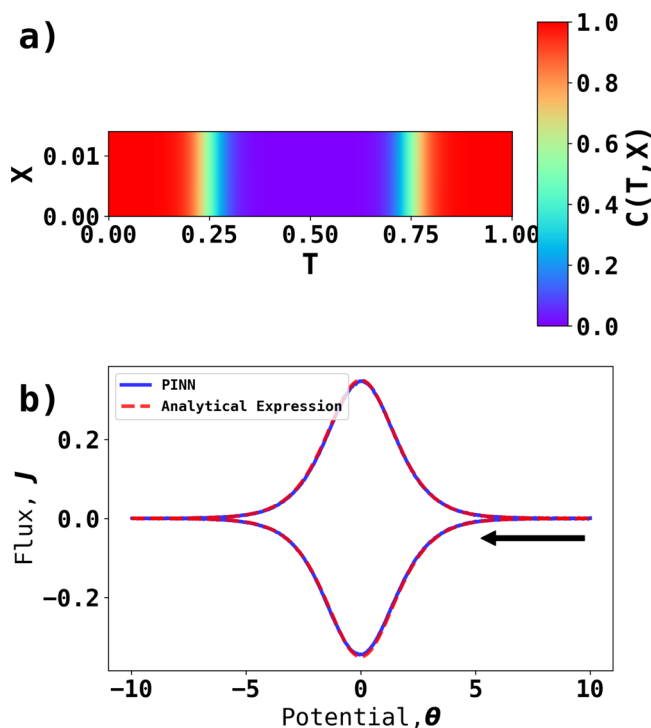 a)
X
0.01
0.00
0.00 0.25 0.50 0.75 1.00
T
1.0
0.8
0.6
0.4
0.2
0.0
C(T,X)
b)
PINN
Analytical Expression
Flux, J
0.2
0.0
−0.2
−10 −5 0 5 10
Potential,θ